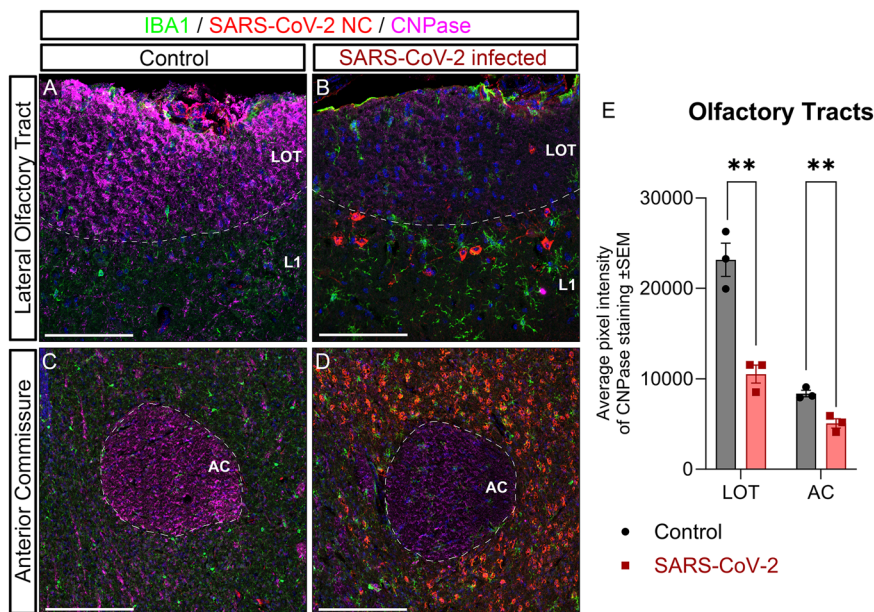 IBA1 / SARS-CoV-2 NC / CNPase
Control
SARS-CoV-2 infected
Lateral Olfactory Tract
A
LOT
L1
B
LOT
L1
Anterior Commissure
C
AC
D
AC
E
Olfactory Tracts
**
**
Average pixel intensity
of CNPase staining ±SEM
30000
20000
10000
0
LOT
AC
Control
SARS-CoV-2